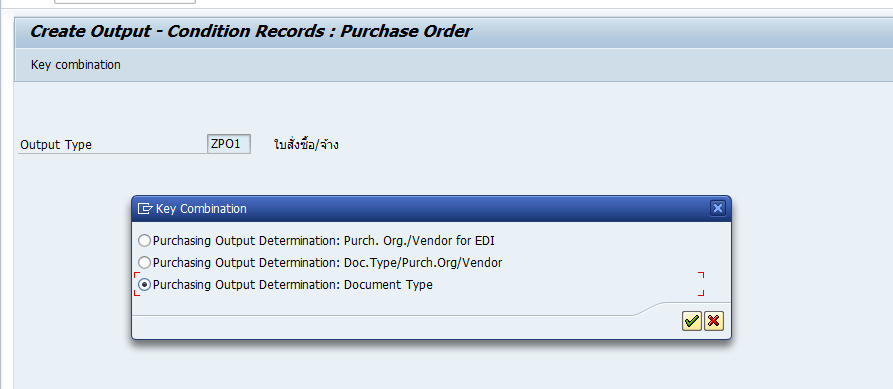 Create Output - Condition Records : Purchase Order
Key combination
Output Type ZPO1 ใบสั่งซื้อ/จ้าง
Key Combination
Purchasing Output Determination: Purch. Org./Vendor for EDI
Purchasing Output Determination: Doc.Type/Purch.Org/Vendor
Purchasing Output Determination: Document Type